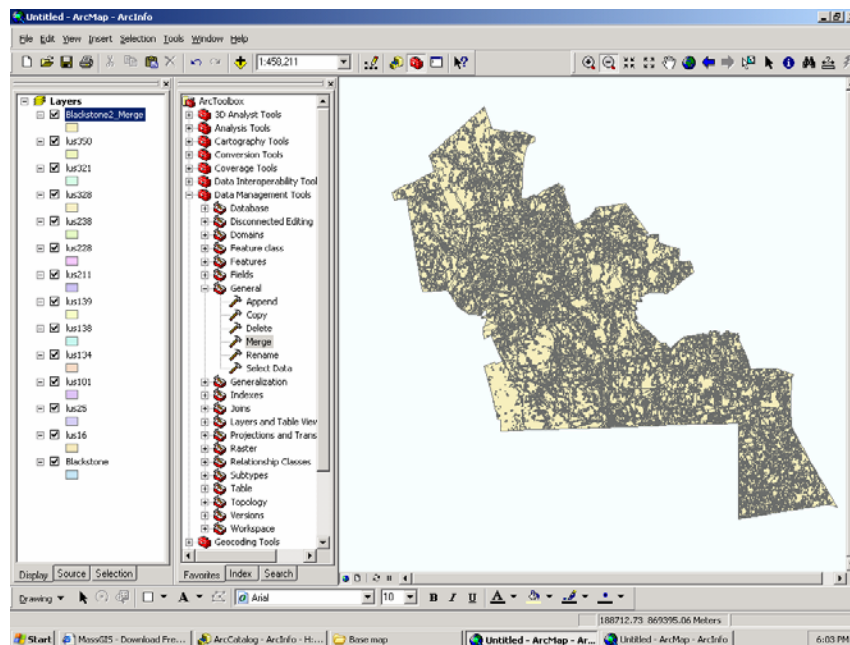 Untitled - ArcMap - ArcInfo
File Edit View Insert Selection Tools Window Help
1:458,211
Layers
Blackstone2_Merge
lus350
lus321
lus328
lus238
lus228
lus211
lus139
lus138
lus134
lus101
lus25
lus16
Blackstone
Display Source Selection
ArcToolbox
3D Analyst Tools
Analysis Tools
Cartography Tools
Conversion Tools
Coverage Tools
Data Interoperability Tool
Data Management Tools
Database
Disconnected Editing
Domains
Feature class
Features
Fields
General
Append
Copy
Delete
Merge
Rename
Select Data
Generalization
Indexes
Joins
Layers and Table View
Projections and Trans
Raster
Relationship Classes
Subtypes
Table
Topology
Versions
Workspace
Geocoding Tools
Favorites Index Search
Drawing A Arial 10 B I U A
188712.73 869395.06 Meters
Start MassGIS - Download Fre... ArcCatalog - ArcInfo - H:... Base map Untitled - ArcMap - Ar... Untitled - ArcMap - ArcInfo 6:03 PM